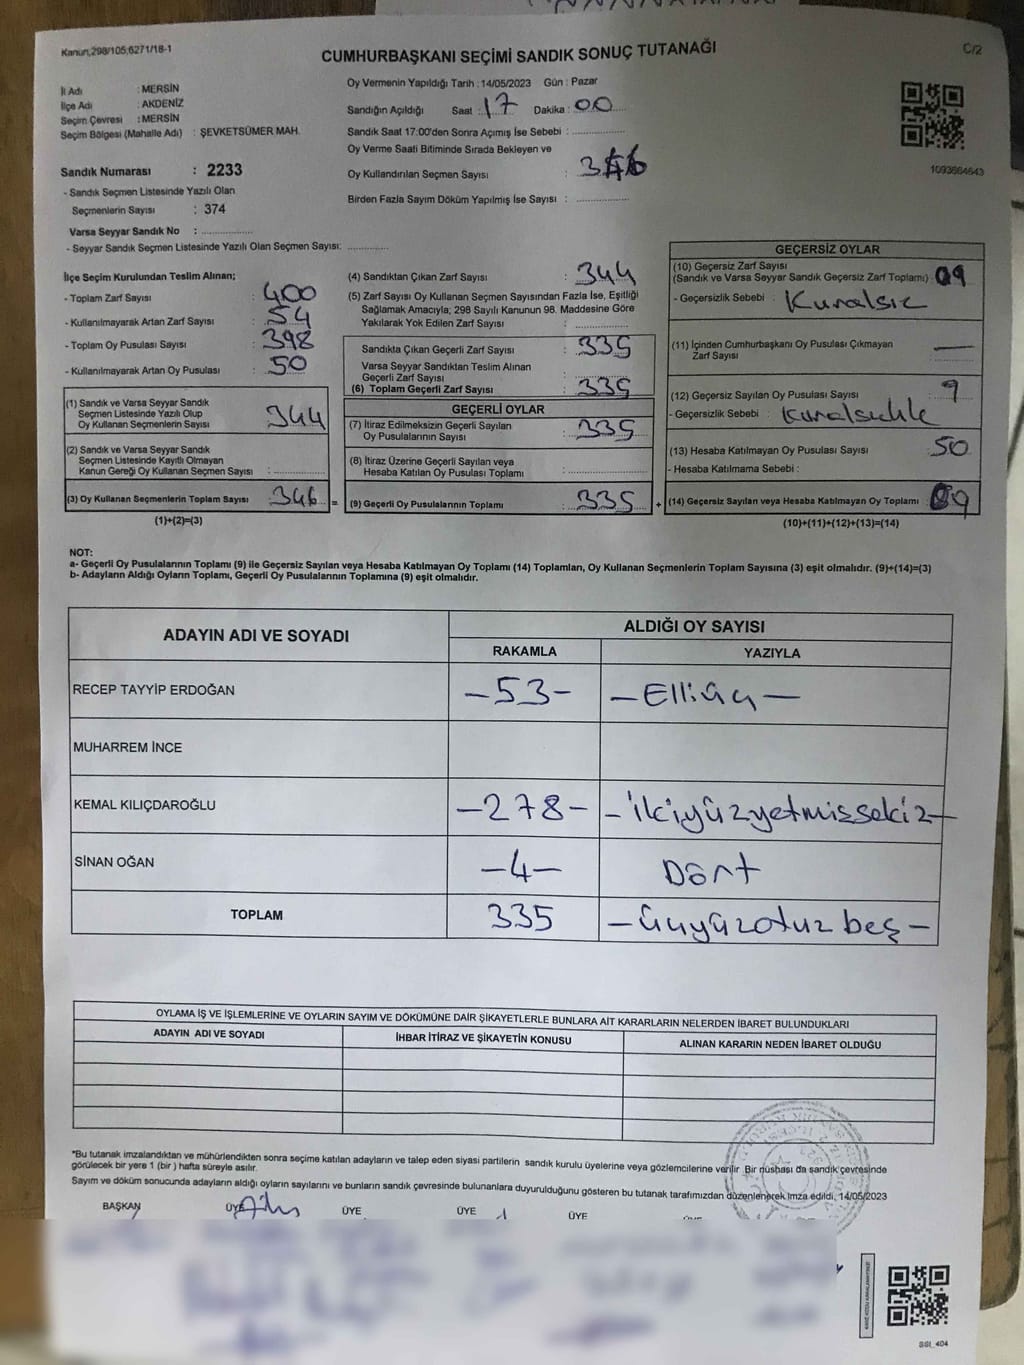 Kanun,298/105;6271/18-1
CUMHURBAŞKANI SEÇİMİ SANDIK SONUÇ TUTANAĞI
C/2
İl Adı : MERSİN
İlçe Adı : AKDENİZ
Seçim Çevresi : MERSİN
Seçim Bölgesi (Mahalle Adı) : ŞEVKETSÜMER MAH.
Sandık Numarası : 2233
- Sandık Seçmen Listesinde Yazılı Olan
Seçmenlerin Sayısı : 374
Varsa Seyyar Sandık No :
- Seyyar Sandık Seçmen Listesinde Yazılı Olan Seçmen Sayısı:
Oy Vermenin Yapıldığı Tarih : 14/05/2023 Gün : Pazar
Sandığın Açıldığı Saat : 17 Dakika : 00
Sandık Saat 17:00'den Sonra Açımış İse Sebebi :
Oy Verme Saati Bitiminde Sırada Bekleyen ve
Oy Kullandırılan Seçmen Sayısı :
Birden Fazla Sayım Döküm Yapılmış İse Sayısı :
1093664643
İlçe Seçim Kurulundan Teslim Alınan;
- Toplam Zarf Sayısı : 400
- Kullanılmayarak Artan Zarf Sayısı : 54
- Toplam Oy Pusulası Sayısı : 398
- Kullanılmayarak Artan Oy Pusulası : 50
(1) Sandık ve Varsa Seyyar Sandık
Seçmen Listesinde Yazılı Olup
Oy Kullanan Seçmenlerin Sayısı : 344
(2) Sandık ve Varsa Seyyar Sandık
Seçmen Listesinde Kayıtlı Olmayan
Kanun Gereği Oy Kullanan Seçmen Sayısı :
(3) Oy Kullanan Seçmenlerin Toplam Sayısı : 346 =
(1)+(2)=(3)
(4) Sandıktan Çıkan Zarf Sayısı : 344
(5) Zarf Sayısı Oy Kullanan Seçmen Sayısından Fazla İse, Eşitliği
Sağlamak Amacıyla; 298 Sayılı Kanunun 98. Maddesine Göre
Yakılarak Yok Edilen Zarf Sayısı :
Sandıkta Çıkan Geçerli Zarf Sayısı : 335
Varsa Seyyar Sandıktan Teslim Alınan
Geçerli Zarf Sayısı :
(6) Toplam Geçerli Zarf Sayısı : 335
GEÇERLİ OYLAR
(7) İtiraz Edilmeksizin Geçerli Sayılan
Oy Pusulalarının Sayısı : 335
(8) İtiraz Üzerine Geçerli Sayılan veya
Hesaba Katılan Oy Pusulası Toplamı :
(9) Geçerli Oy Pusulalarının Toplamı : 335 +
GEÇERSİZ OYLAR
(10) Geçersiz Zarf Sayısı
(Sandık ve Varsa Seyyar Sandık Geçersiz Zarf Toplamı) : 09
- Geçersizlik Sebebi : Kuralsız
(11) İçinden Cumhurbaşkanı Oy Pusulası Çıkmayan
Zarf Sayısı : —
(12) Geçersiz Sayılan Oy Pusulası Sayısı : 9
- Geçersizlik Sebebi :
(13) Hesaba Katılmayan Oy Pusulası Sayısı : 50
- Hesaba Katılmama Sebebi :
(14) Geçersiz Sayılan veya Hesaba Katılmayan Oy Toplamı : 09
(10)+(11)+(12)+(13)=(14)
NOT:
a- Geçerli Oy Pusulalarının Toplamı (9) ile Geçersiz Sayılan veya Hesaba Katılmayan Oy Toplamı (14) Toplamları, Oy Kullanan Seçmenlerin Toplam Sayısına (3) eşit olmalıdır. (9)+(14)=(3)
b- Adayların Aldığı Oyların Toplamı, Geçerli Oy Pusulalarının Toplamına (9) eşit olmalıdır.
ADAYIN ADI VE SOYADI
ALDIĞI OY SAYISI
RAKAMLA YAZIYLA
RECEP TAYYİP ERDOĞAN -53- -Elliüç-
MUHARREM İNCE
KEMAL KILIÇDAROĞLU -278- -ikiyüzyetmişsekiz-
SİNAN OĞAN -4- Dört
TOPLAM 335 -üçyüzotuzbeş-
OYLAMA İŞ VE İŞLEMLERİNE VE OYLARIN SAYIM VE DÖKÜMÜNE DAİR ŞİKAYETLERLE BUNLARA AİT KARARLARIN NELERDEN İBARET BULUNDUKLARI
ADAYIN ADI VE SOYADI İHBAR İTİRAZ VE ŞİKAYETİN KONUSU ALINAN KARARIN NEDEN İBARET OLDUĞU
*Bu tutanak imzalandıktan ve mühürlendikten sonra seçime katılan adayların ve talep eden siyasi partilerin sandık kurulu üyelerine veya gözlemcilerine verilir. Bir nüshası da sandık çevresinde
görülecek bir yere 1 (bir ) hafta süreyle asılır.
Sayım ve döküm sonucunda adayların aldığı oyların sayılarını ve bunların sandık çevresinde bulunanlara duyurulduğunu gösteren bu tutanak tarafımızdan düzenlenerek imza edildi, 14/05/2023
BAŞKAN ÜYE ÜYE ÜYE ÜYE
SSI_404